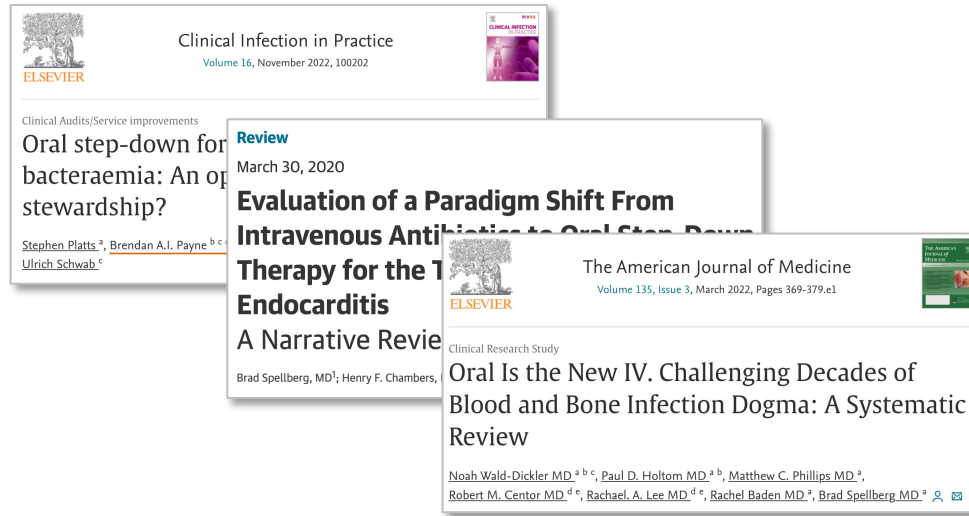 ELSEVIER
Clinical Infection in Practice
Volume 16, November 2022, 100202
CLINICAL INFECTION
IN PRACTICE
Clinical Audits/Service improvements
Oral step-down for
bacteraemia: An op
stewardship?
Stephen Platts a, Brendan A.I. Payne b c
Ulrich Schwab c
Review
March 30, 2020
Evaluation of a Paradigm Shift From
Intravenous Antibiotics to Oral Step-Down
Therapy for the T
Endocarditis
A Narrative Revie
Brad Spellberg, MD1; Henry F. Chambers,
ELSEVIER
The American Journal of Medicine
Volume 135, Issue 3, March 2022, Pages 369-379.e1
THE AMERICAN
JOURNAL of
MEDICINE
Clinical Research Study
Oral Is the New IV. Challenging Decades of
Blood and Bone Infection Dogma: A Systematic
Review
Noah Wald-Dickler MD a b c, Paul D. Holtom MD a b, Matthew C. Phillips MD a,
Robert M. Centor MD d e, Rachael. A. Lee MD d e, Rachel Baden MD a, Brad Spellberg MD a